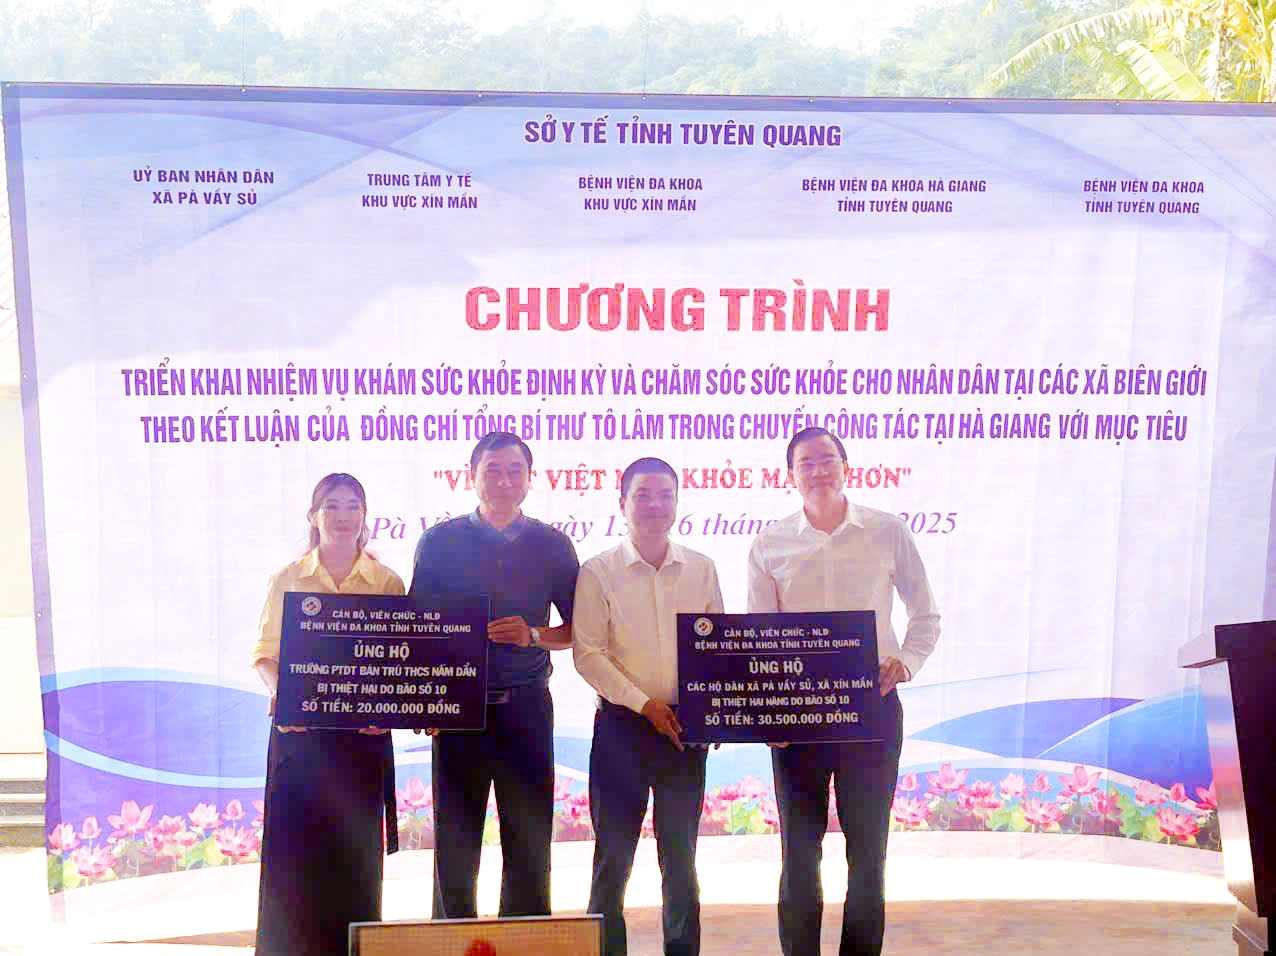 SỞ Y TẾ TỈNH TUYÊN QUANG
UỶ BAN NHÂN DÂN
XÃ PÀ VẦY SỦ
TRUNG TÂM Y TẾ
KHU VỰC XÍN MẦN
BỆNH VIỆN ĐA KHOA
KHU VỰC XÍN MẦN
BỆNH VIỆN ĐA KHOA HÀ GIANG
TỈNH TUYÊN QUANG
BỆNH VIỆN ĐA KHOA
TỈNH TUYÊN QUANG
CHƯƠNG TRÌNH
TRIỂN KHAI NHIỆM VỤ KHÁM SỨC KHỎE ĐỊNH KỲ VÀ CHĂM SÓC SỨC KHỎE CHO NHÂN DÂN TẠI CÁC XÃ BIÊN GIỚI
THEO KẾT LUẬN CỦA ĐỒNG CHÍ TỔNG BÍ THƯ TÔ LÂM TRONG CHUYẾN CÔNG TÁC TẠI HÀ GIANG VỚI MỤC TIÊU
"VÌ VIỆT KHỎE HƠN"
Pà tháng 2025
CÁN BỘ, VIÊN CHỨC - NLĐ
BỆNH VIỆN ĐA KHOA TỈNH TUYÊN QUANG
ỦNG HỘ
TRƯỜNG PTDT BÁN TRÚ THCS NẤM DẨN
BỊ THIỆT HẠI DO BÃO SỐ 10
SỐ TIỀN: 20.000.000 ĐỒNG
CÁN BỘ, VIÊN CHỨC - NLĐ
BỆNH VIỆN ĐA KHOA TỈNH TUYÊN QUANG
ỦNG HỘ
CÁC HỘ DÂN XÃ PÀ VẦY SỦ, XÃ XÍN MẦN
BỊ THIỆT HẠI NẶNG DO BÃO SỐ 10
SỐ TIỀN: 30.500.000 ĐỒNG